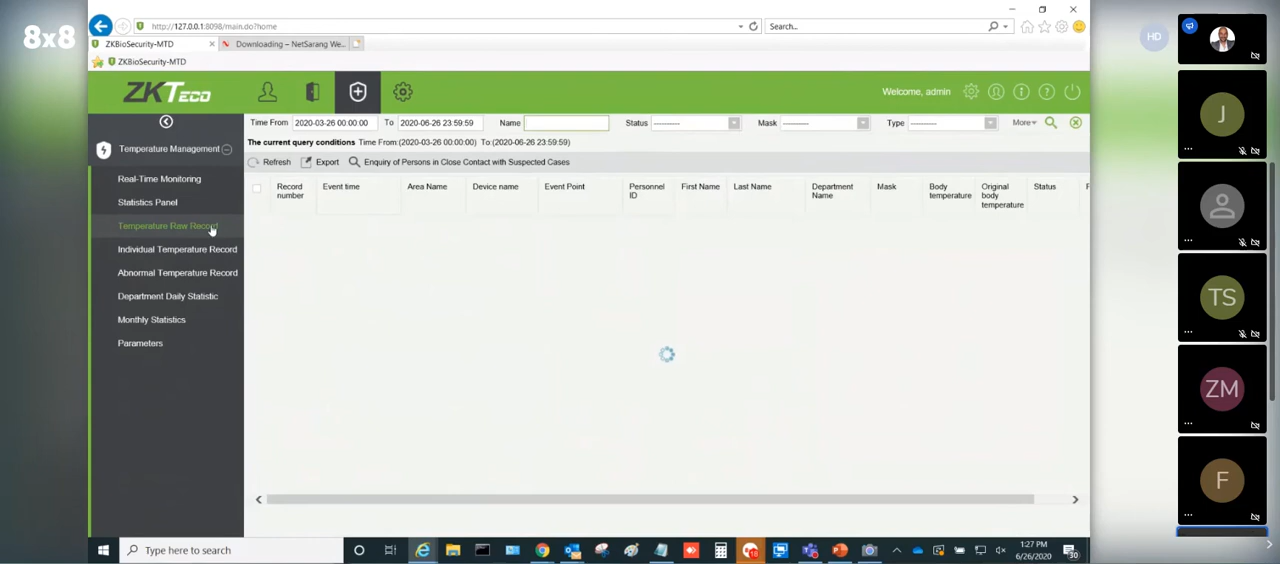 8x8
http://127.0.0.1:8098/main.do?home
Search...
ZKBioSecurity-MTD
Downloading – NetSarang We...
ZKBioSecurity-MTD
ZKTECO
Welcome, admin
Time From 2020-03-26 00:00:00 To 2020-06-26 23:59:59 Name Status ---------- Mask --------- Type ---------- More
The current query conditions Time From:(2020-03-26 00:00:00) To:(2020-06-26 23:59:59)
Refresh Export Enquiry of Persons in Close Contact with Suspected Cases
Record number Event time Area Name Device name Event Point Personnel ID First Name Last Name Department Name Mask Body temperature Original body temperature Status
Temperature Management
Real-Time Monitoring
Statistics Panel
Temperature Raw Record
Individual Temperature Record
Abnormal Temperature Record
Department Daily Statistic
Monthly Statistics
Parameters
Type here to search
18
1:27 PM
6/26/2020
30
HD
J
TS
ZM
F